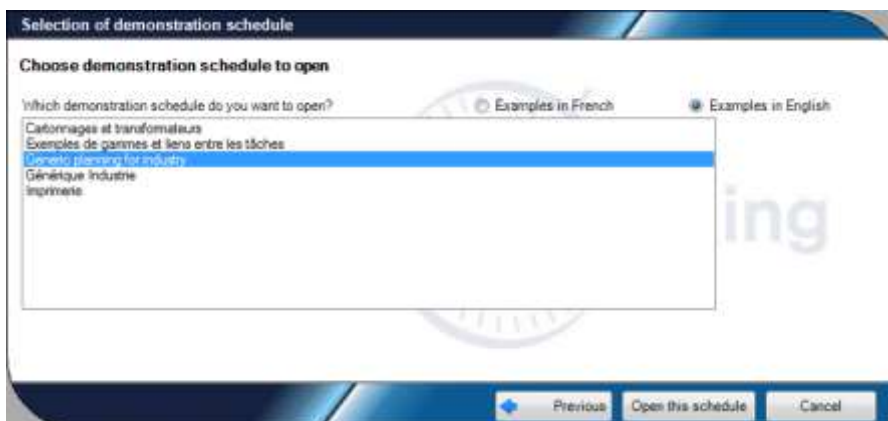 Selection of demonstration schedule
Choose demonstration schedule to open
Which demonstration schedule do you want to open?
Examples in French
Examples in English
Cartonnages et transformateurs
Exemples de gammes et liens entre les tâches
Generic planning for industry
Générique Industrie
Imprimerie
ing
Previous
Open this schedule
Cancel